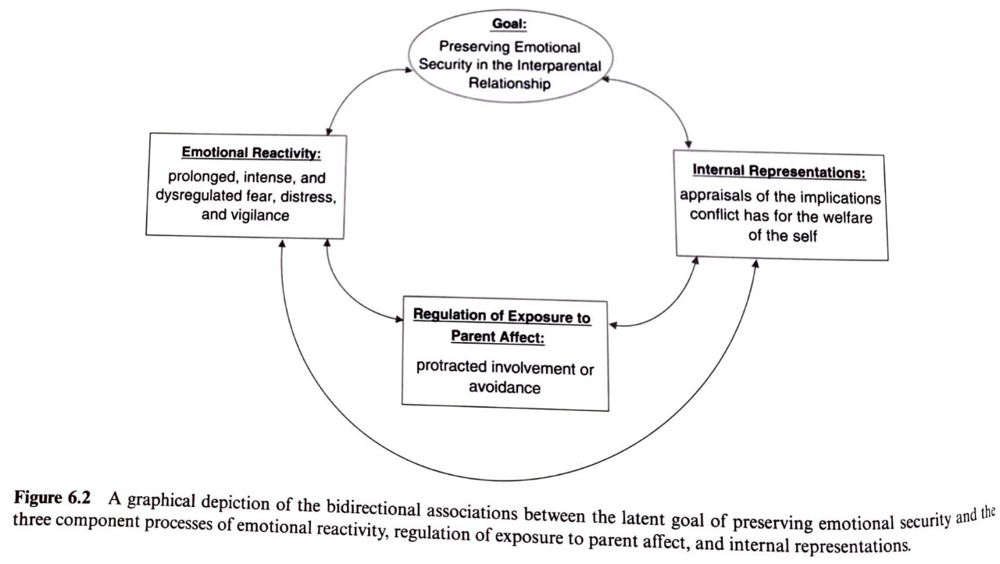 Goal:
Preserving Emotional
Security in the Interparental
Relationship
Emotional Reactivity:
prolonged, intense, and
dysregulated fear, distress,
and vigilance
Internal Representations:
appraisals of the implications
conflict has for the welfare
of the self
Regulation of Exposure to
Parent Affect:
protracted involvement or
avoidance
Figure 6.2 A graphical depiction of the bidirectional associations between the latent goal of preserving emotional security and the
three component processes of emotional reactivity, regulation of exposure to parent affect, and internal representations.